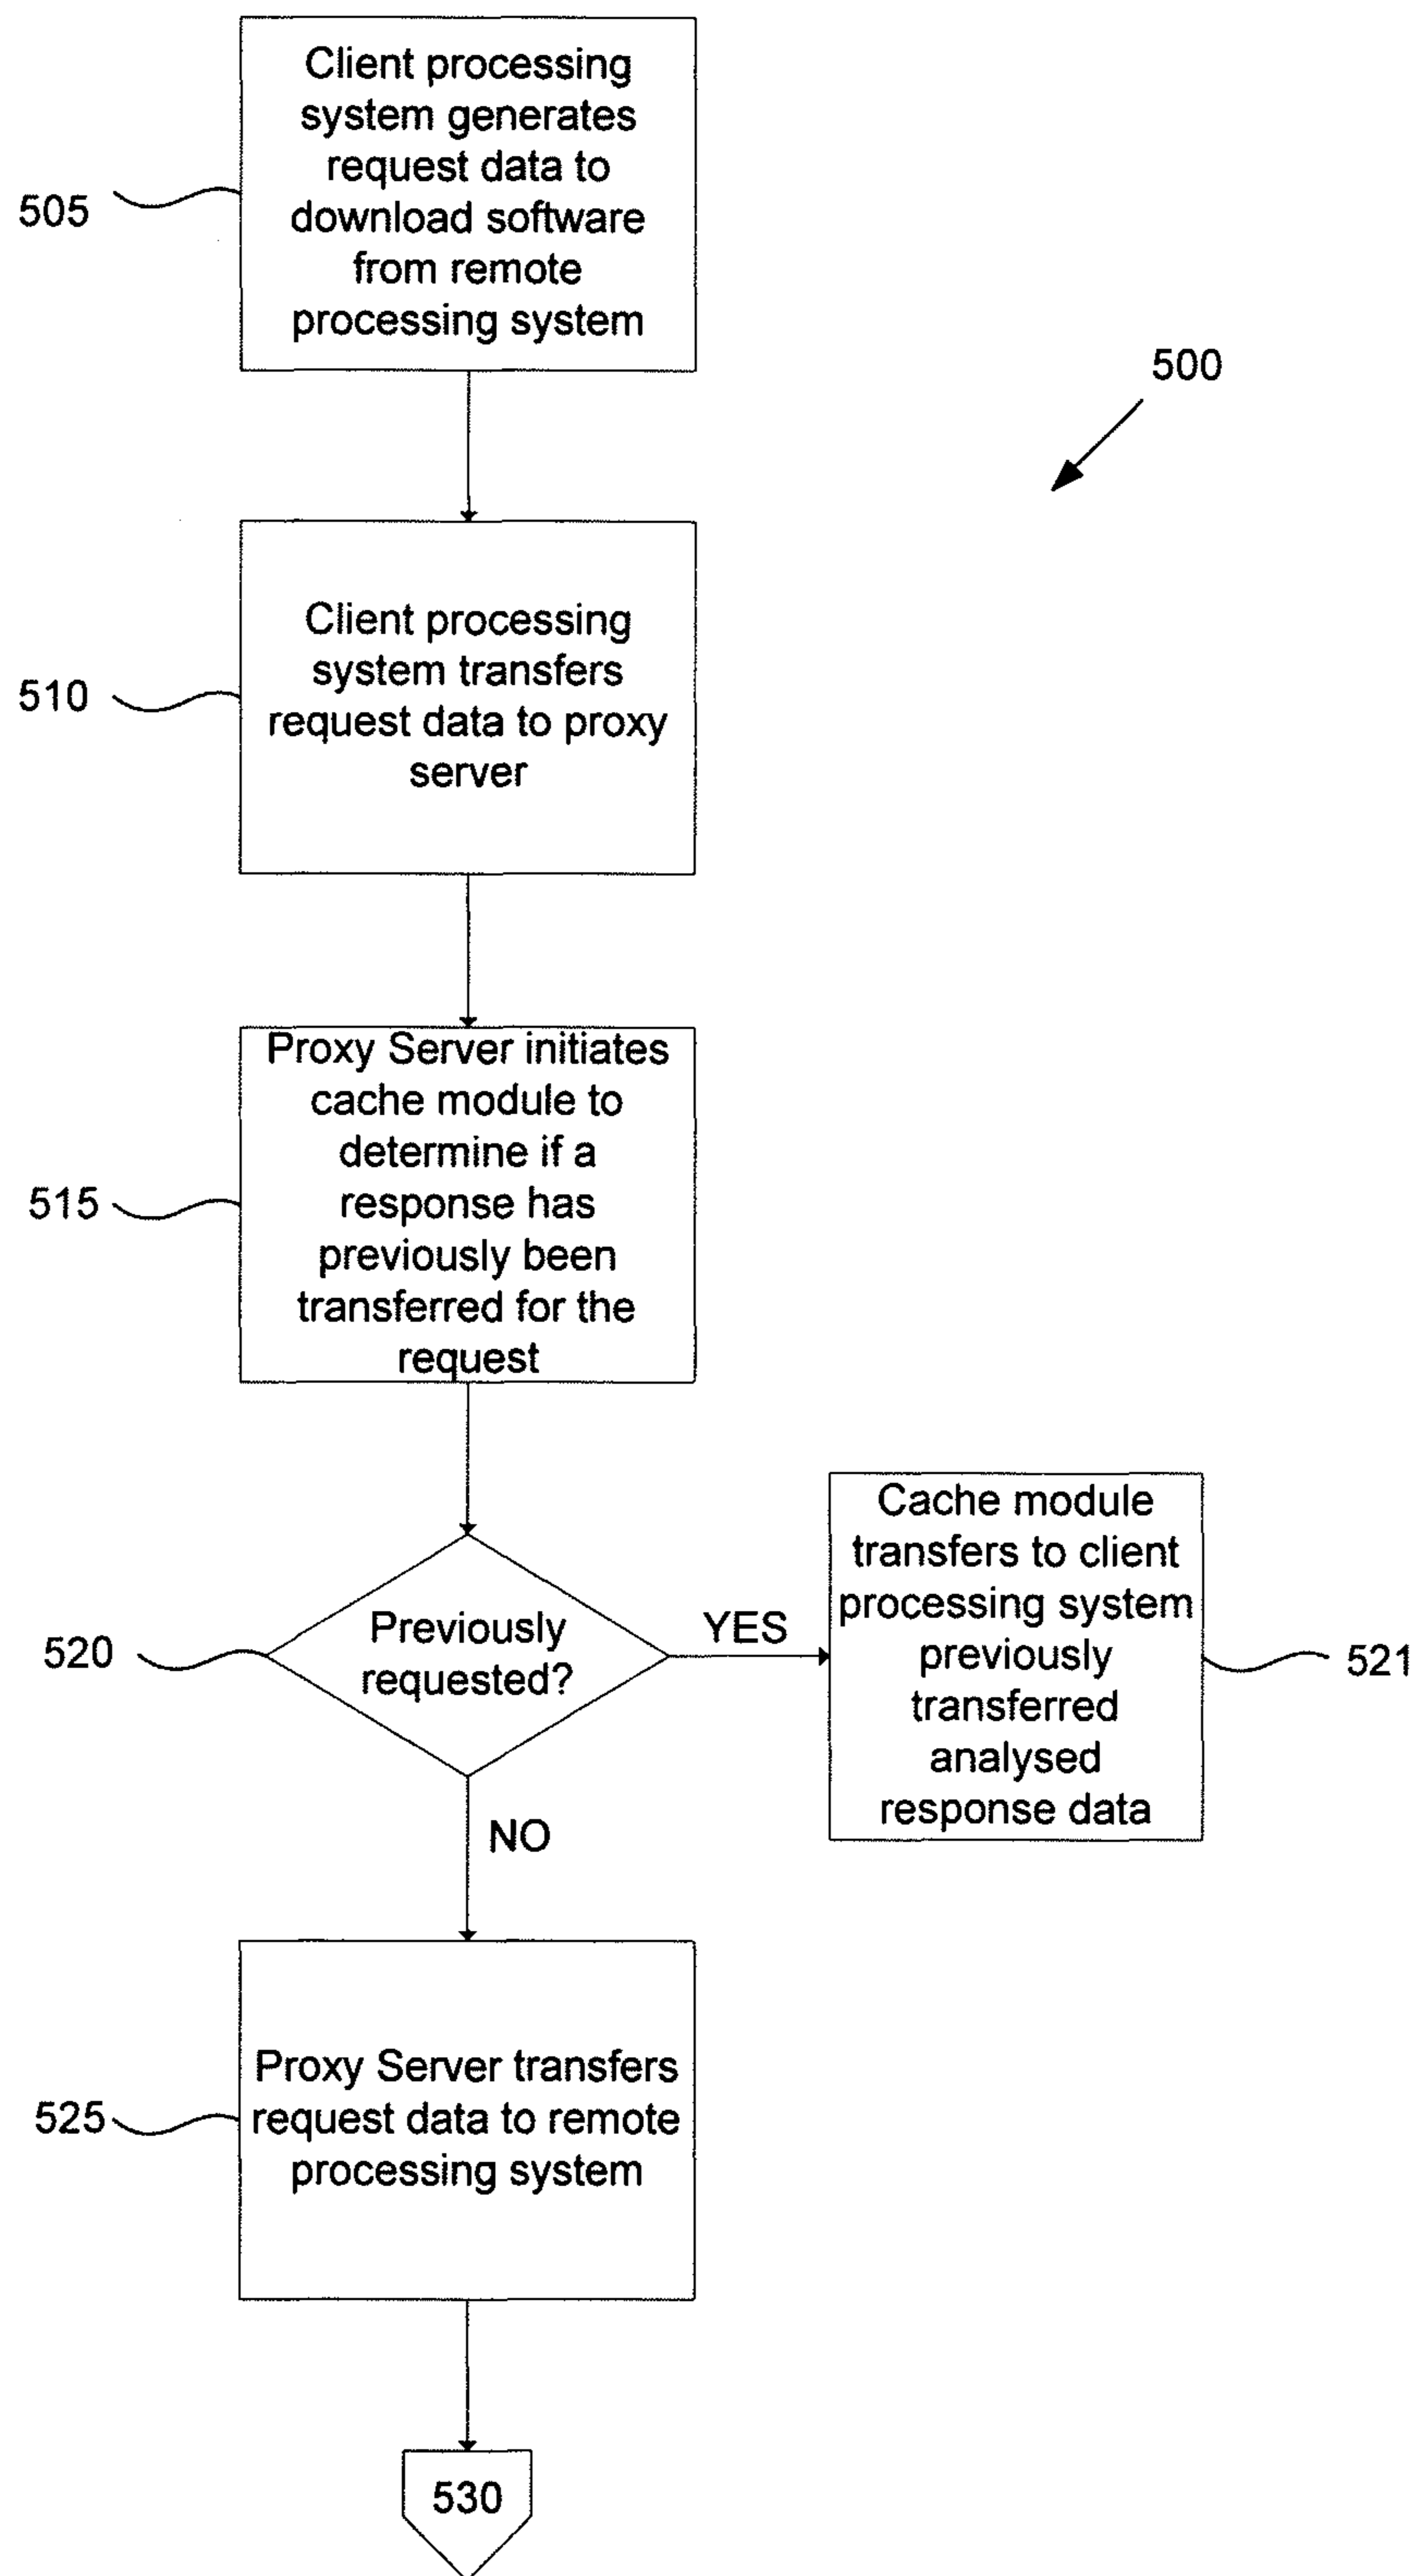 Client processing
system generates
request data to
download software
from remote
processing system
505
500
Client processing
system transfers
request data to proxy
server
510
Proxy Server initiates
cache module to
determine if a
response has
previously been
transferred for the
request
515
Previously
requested?
520
YES
Cache module
transfers to client
processing system
previously
transferred
analysed
response data
521
NO
Proxy Server transfers
request data to remote
processing system
525
530